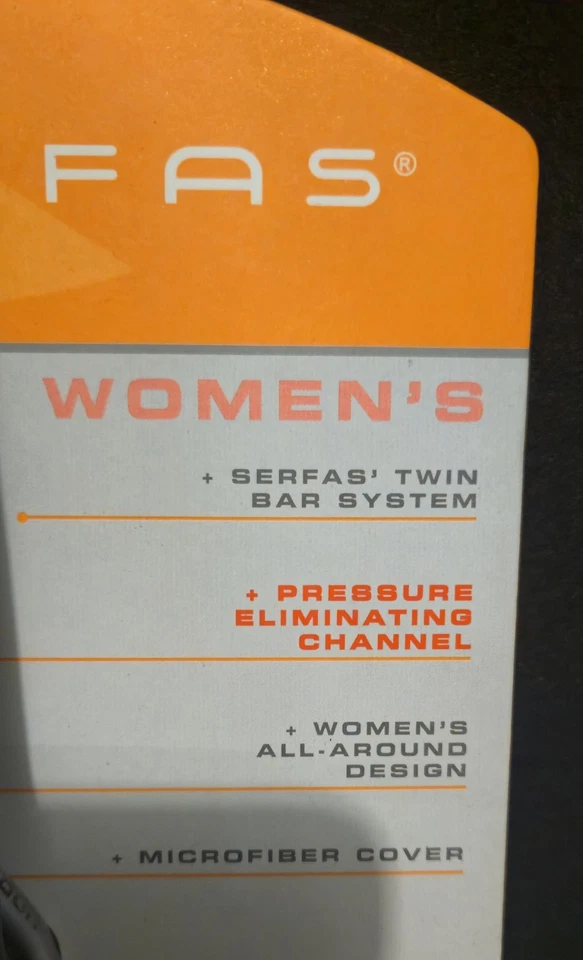 FAS®
WOMEN'S
+ SERFAS' TWIN
BAR SYSTEM
+ PRESSURE
ELIMINATING
CHANNEL
+ WOMEN'S
ALL-AROUND
DESIGN
+ MICROFIBER COVER